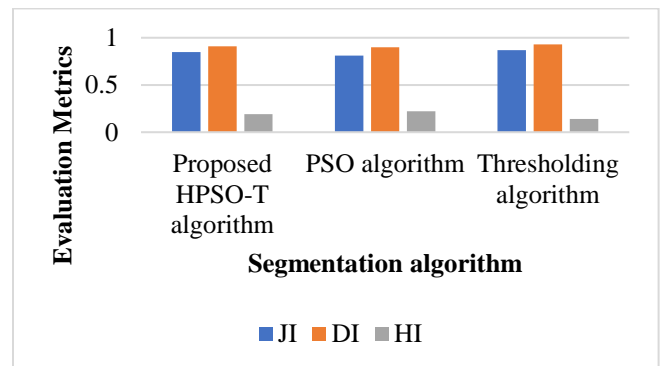 Evaluation Metrics
1
0.5
0
Proposed
HPSO-T
algorithm
PSO algorithm
Thresholding
algorithm
Segmentation algorithm
JI DI HI